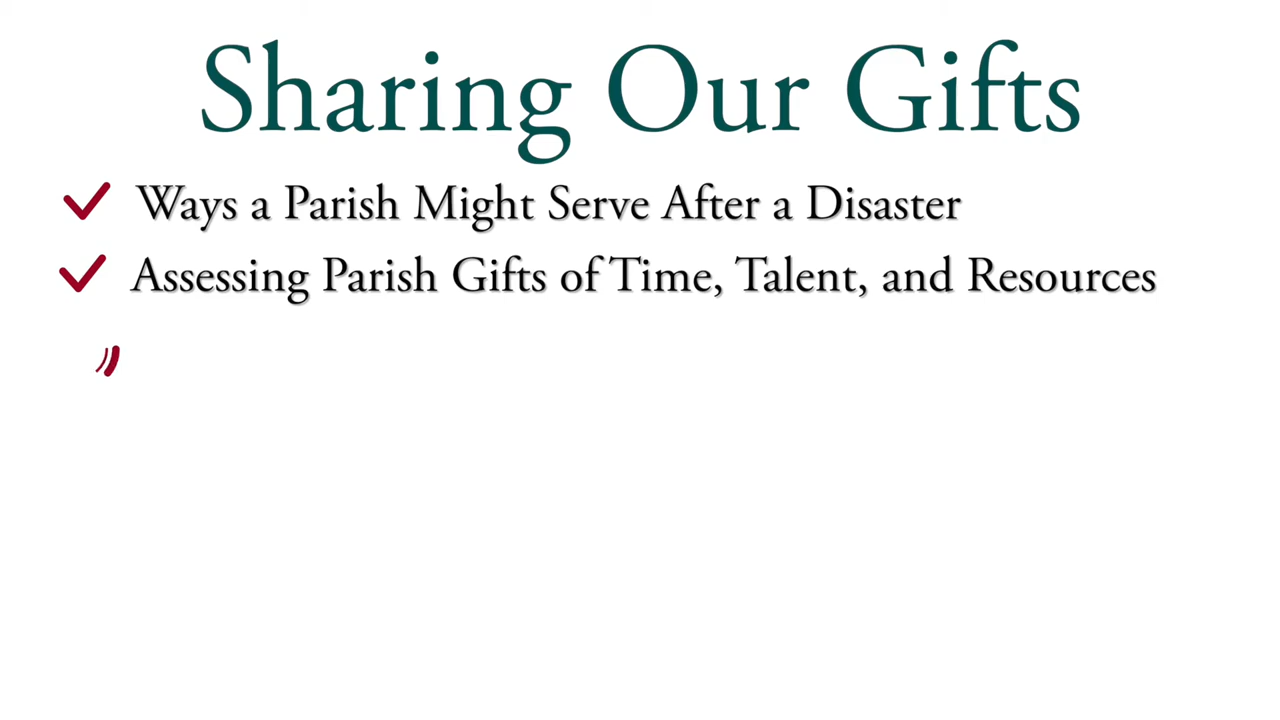 Sharing Our Gifts
Ways a Parish Might Serve After a Disaster
Assessing Parish Gifts of Time, Talent, and Resources